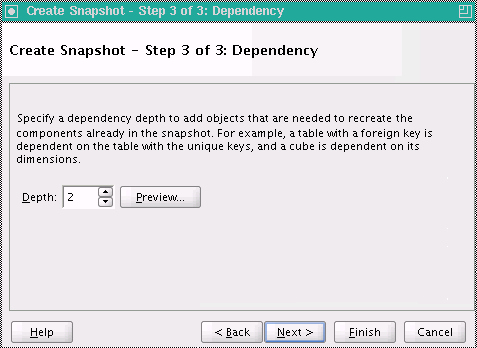 Create Snapshot - Step 3 of 3: Dependency
Create Snapshot - Step 3 of 3: Dependency
Specify a dependency depth to add objects that are needed to recreate the
components already in the snapshot. For example, a table with a foreign key is
dependent on the table with the unique keys, and a cube is dependent on its
dimensions.
Depth: 2 Preview...
Help < Back Next > Finish Cancel